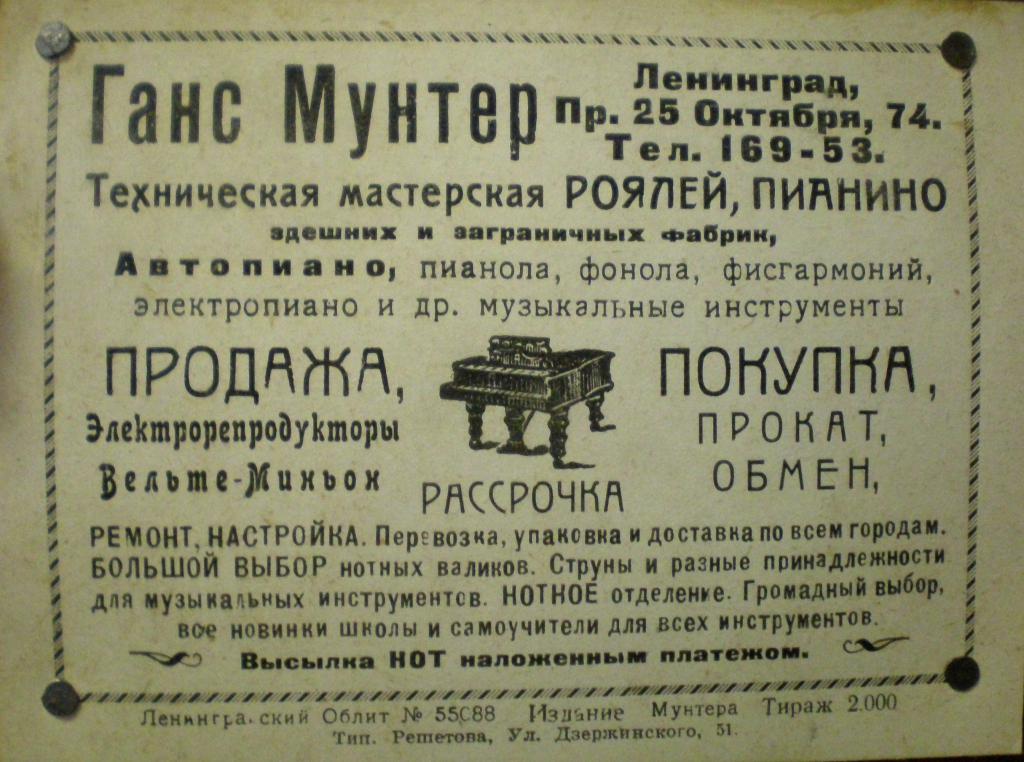 Ганс Мунтер
Ленинград,
Пр. 25 Октября, 74.
Тел. 169-53.
Техническая мастерская РОЯЛЕЙ, ПИАНИНО
здешних и заграничных фабрик,
Автопиано, пианола, фонола, фисгармоний,
электропиано и др. музыкальные инструменты
ПРОДАЖА,
Электрорепродукторы
Вельте-Миньон
РАССРОЧКА
ПОКУПКА,
ПРОКАТ,
ОБМЕН,
РЕМОНТ, НАСТРОЙКА. Перевозка, упаковка и доставка по всем городам.
БОЛЬШОЙ ВЫБОР нотных валиков. Струны и разные принадлежности
для музыкальных инструментов. НОТНОЕ отделение. Громадный выбор,
вое новинки школы и самоучители для всех инструментов.
Высылка НОТ наложенным платежом.
Ленинградский Облит № 55088 Издание Мунтера Тираж 2.000
Тип. Решетова, Ул. Дзержинского, 51.